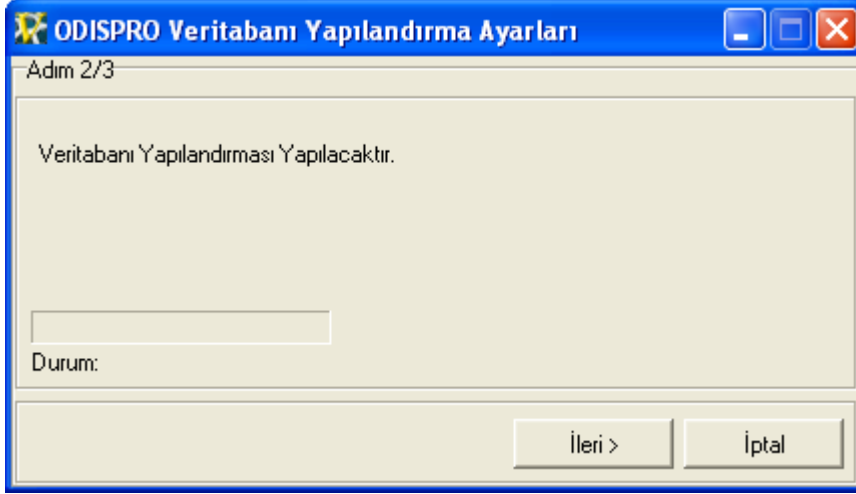 ODISPRO Veritabanı Yapılandırma Ayarları
Adım 2/3
Veritabanı Yapılandırması Yapılacaktır.
Durum:
İleri >
İptal